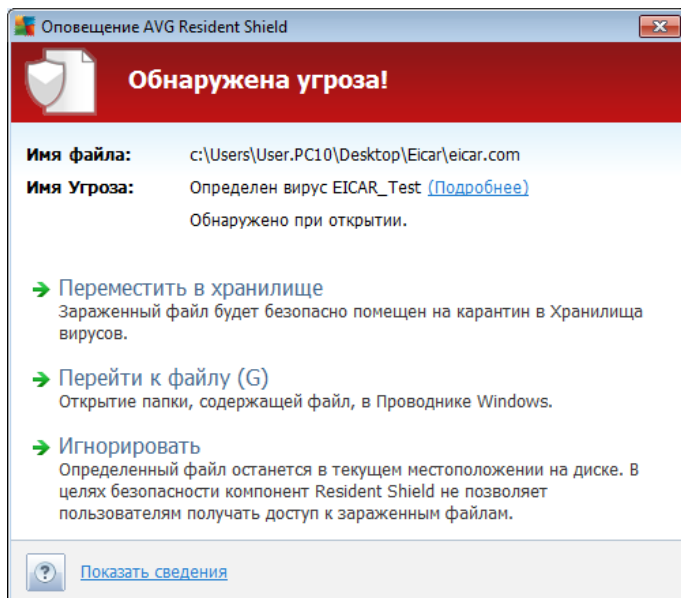 Оповещение AVG Resident Shield
Обнаружена угроза!
Имя файла: c:\Users\User.PC10\Desktop\Eicar\eicar.com
Имя Угроза: Определен вирус EICAR_Test (Подробнее)
Обнаружено при открытии.
Переместить в хранилище
Зараженный файл будет безопасно помещен на карантин в Хранилища
вирусов.
Перейти к файлу (G)
Открытие папки, содержащей файл, в Проводнике Windows.
Игнорировать
Определенный файл останется в текущем местоположении на диске. В
целях безопасности компонент Resident Shield не позволяет
пользователям получать доступ к зараженным файлам.
? Показать сведения